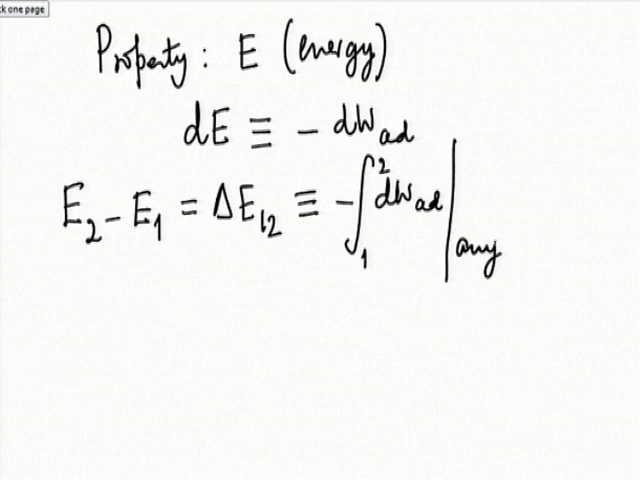 ck one page
Property : E (energy)
dE ≡ - dW_ad
E_2 - E_1 = ΔE_12 ≡ -∫_1^2 dW_ad |_any